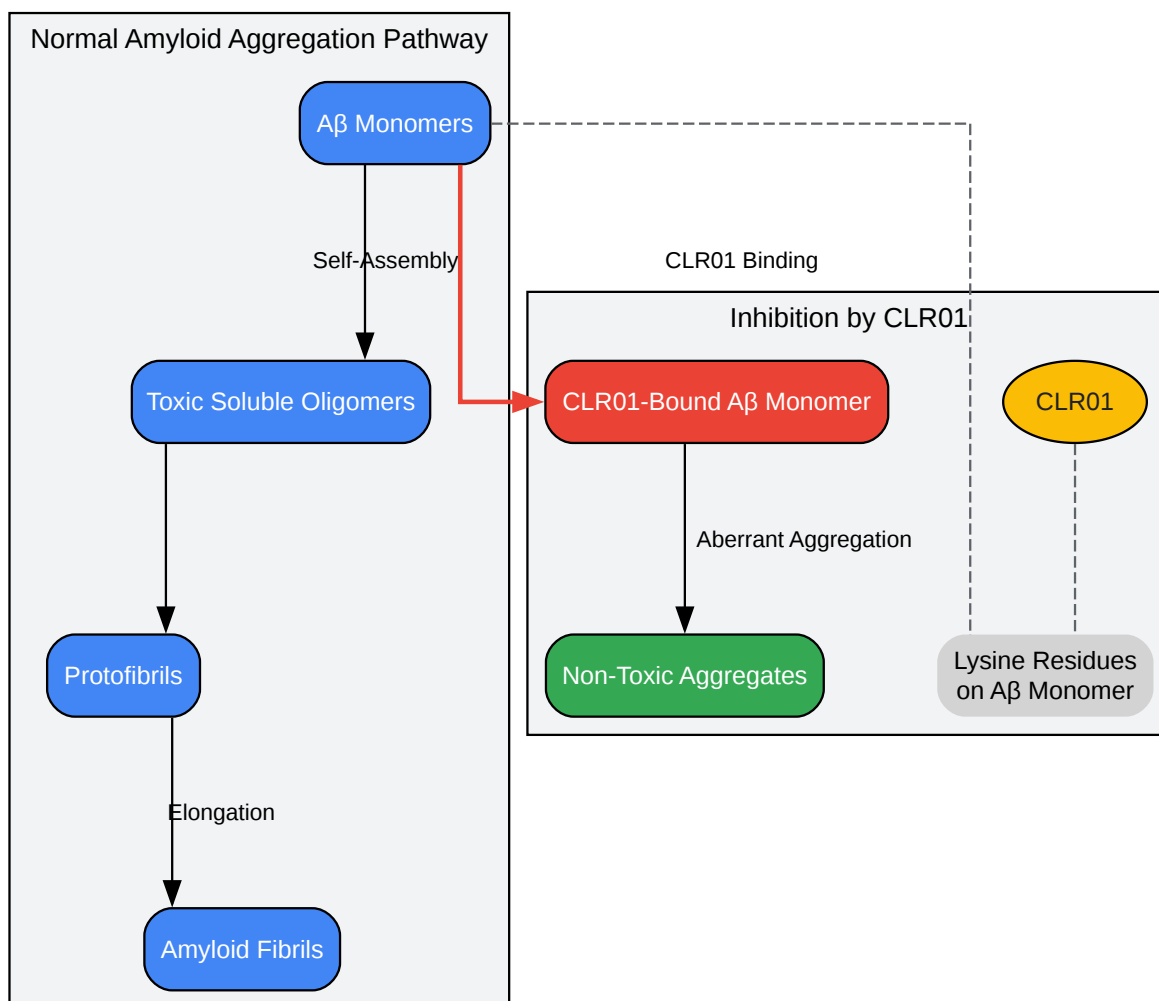 Normal Amyloid Aggregation Pathway
Aβ Monomers
Self-Assembly
CLR01 Binding
Inhibition by CLR01
Toxic Soluble Oligomers
CLR01-Bound Aβ Monomer
CLR01
Aberrant Aggregation
Protofibrils
Non-Toxic Aggregates
Lysine Residues
on Aβ Monomer
Elongation
Amyloid Fibrils